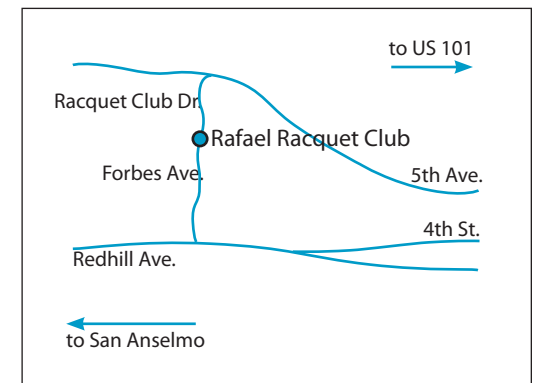 to US 101
Racquet Club Dr.
Rafael Racquet Club
Forbes Ave.
5th Ave.
4th St.
Redhill Ave.
to San Anselmo